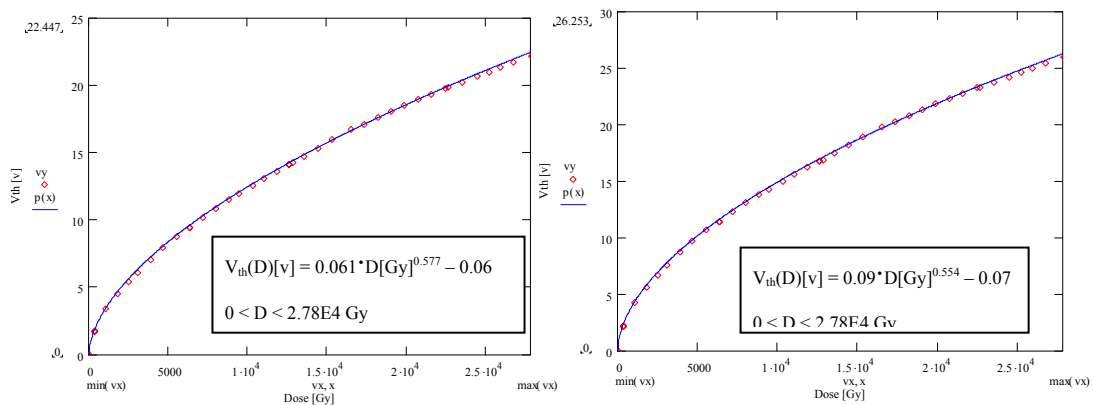 25
22.447
20
15
10
5
0
0
Vth [v]
vy
p(x)
V_th(D)[v] = 0.061•D[Gy]^0.577 – 0.06
0 < D < 2.78E4 Gy
0 5000 1·10^4 1.5·10^4 2·10^4 2.5·10^4
min( vx) vx, x max( vx)
Dose [Gy]
30
26.253
25
20
15
10
5
0
0
Vth [v]
vy
p(x)
V_th(D)[v] = 0.09•D[Gy]^0.554 – 0.07
0 < D < 2.78E4 Gy
0 5000 1·10^4 1.5·10^4 2·10^4 2.5·10^4
min( vx) vx, x max( vx)
Dose [Gy]